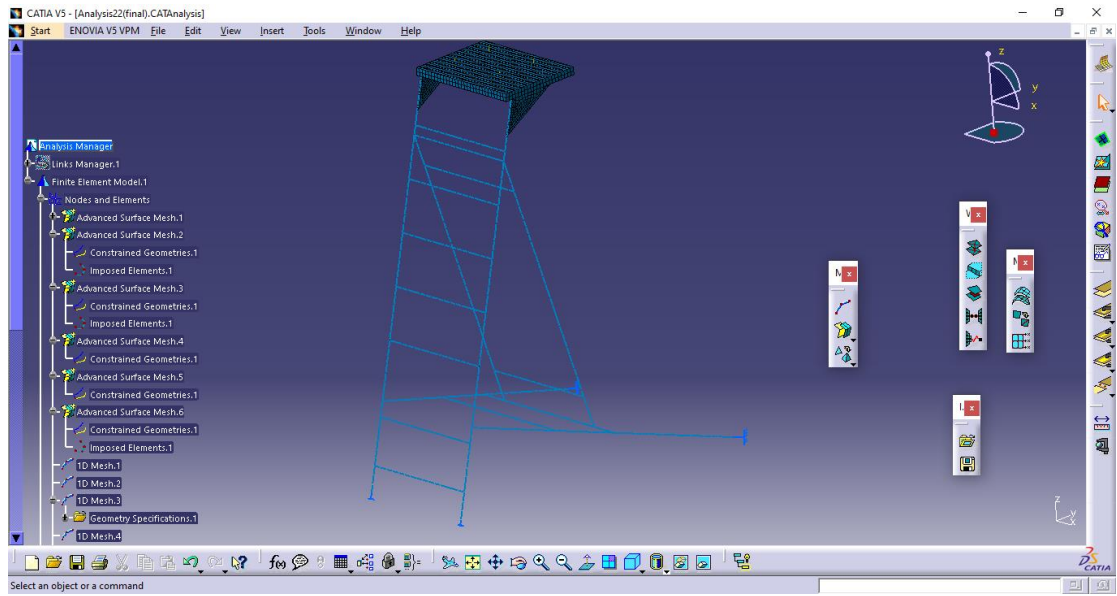 CATIA V5 - [Analysis22(final).CATAnalysis]
Start ENOVIA V5 VPM File Edit View Insert Tools Window Help
z
y
x
Analysis Manager
Links Manager.1
Finite Element Model.1
Nodes and Elements
Advanced Surface Mesh.1
Advanced Surface Mesh.2
Constrained Geometries.1
Imposed Elements.1
Advanced Surface Mesh.3
Constrained Geometries.1
Imposed Elements.1
Advanced Surface Mesh.4
Constrained Geometries.1
Advanced Surface Mesh.5
Constrained Geometries.1
Advanced Surface Mesh.6
Constrained Geometries.1
Imposed Elements.1
1D Mesh.1
1D Mesh.2
1D Mesh.3
Geometry Specifications.1
1D Mesh.4
z
y
x
f(x)
CATIA
Select an object or a command